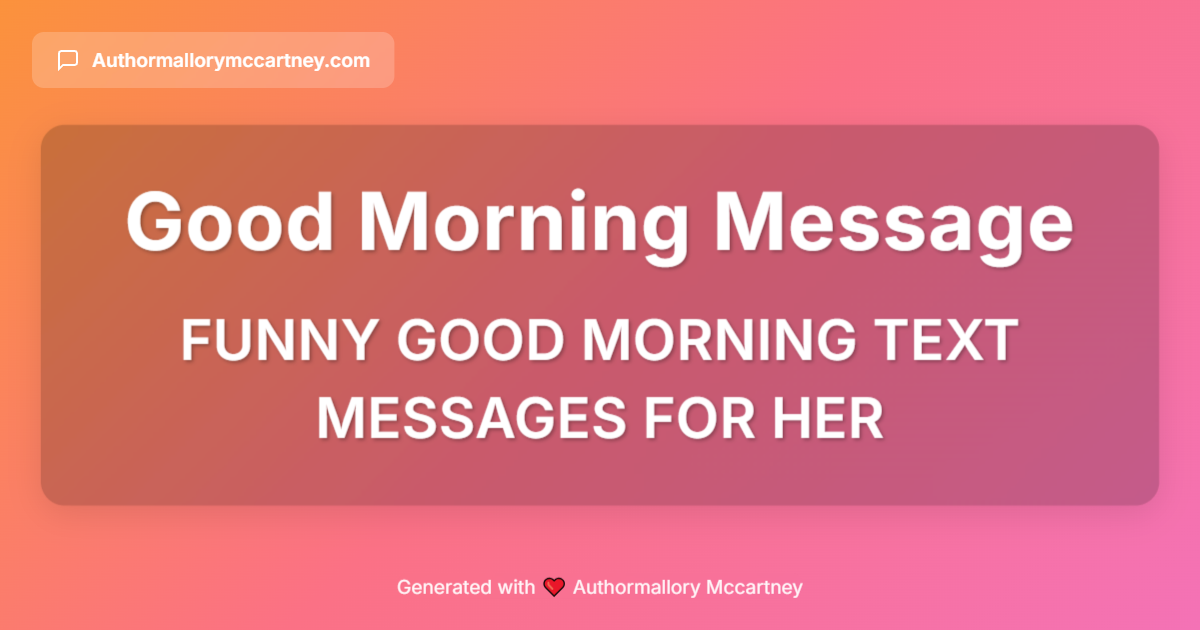 Authormallorymccartney.com
Good Morning Message
FUNNY GOOD MORNING TEXT
MESSAGES FOR HER
Generated with ❤️ Authormallory Mccartney